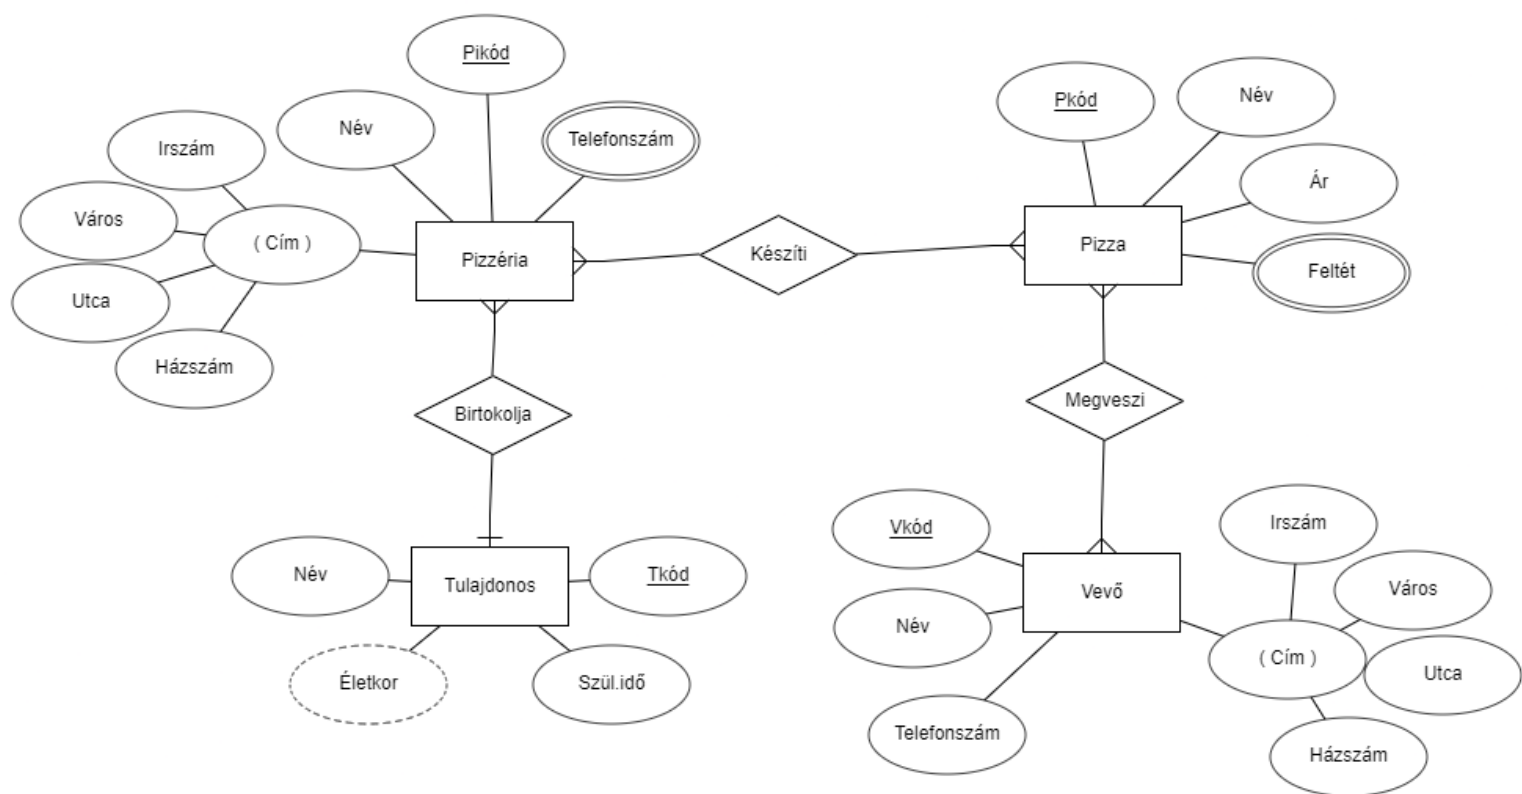 Pikód
Név
Telefonszám
Irszám
Város
( Cím )
Utca
Házszám
Pizzéria
Készíti
Pkód
Név
Ár
Pizza
Feltét
Birtokolja
Megveszi
Név
Tulajdonos
Tkód
Életkor
Szül.idő
Vkód
Név
Telefonszám
Vevő
Irszám
Város
( Cím )
Utca
Házszám